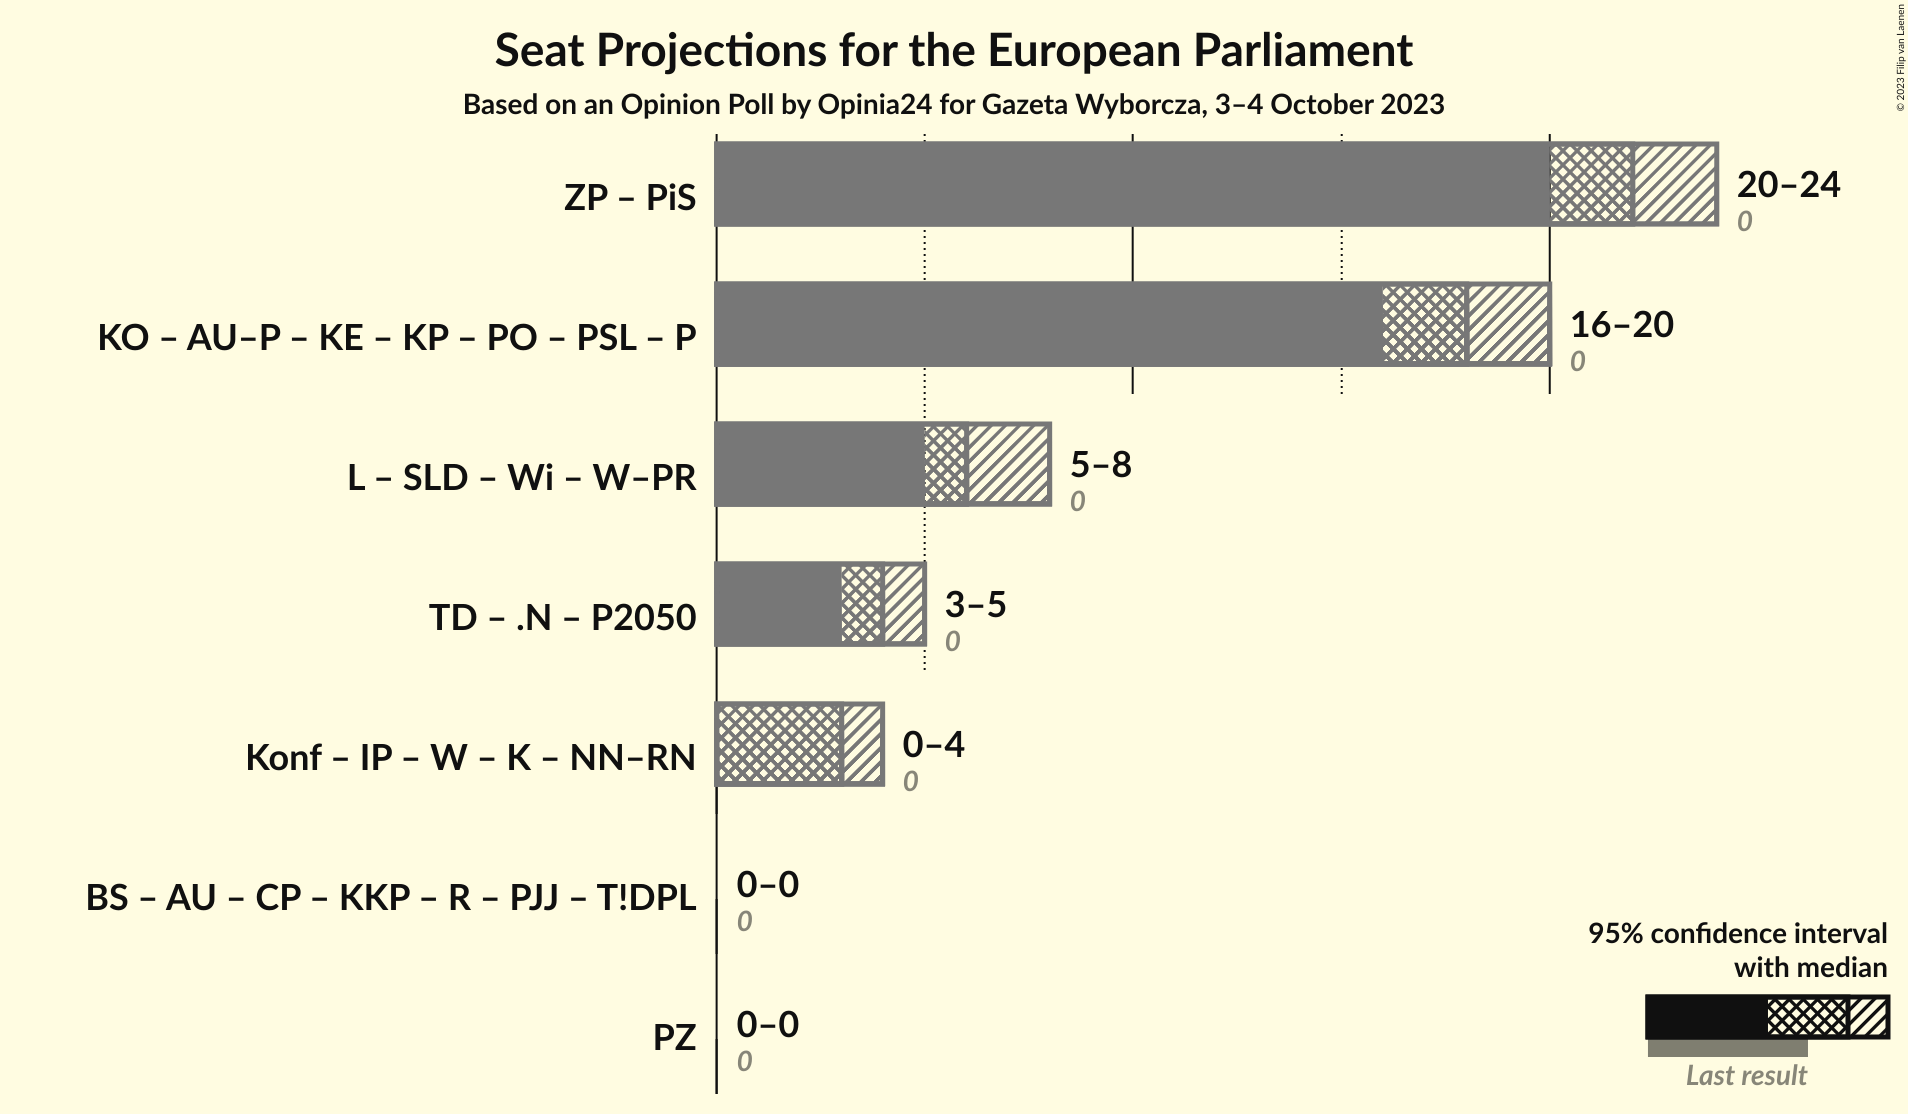 Seat Projections for the European Parliament
Based on an Opinion Poll by Opinia24 for Gazeta Wyborcza, 3–4 October 2023
© 2023 Filip van Laenen
ZP – PiS
20–24
0
KO – AU–P – KE – KP – PO – PSL – P
16–20
0
L – SLD – Wi – W–PR
5–8
0
TD – .N – P2050
3–5
0
Konf – IP – W – K – NN–RN
0–4
0
BS – AU – CP – KKP – R – PJJ – T!DPL
0–0
0
PZ
0–0
0
95% confidence interval
with median
Last result